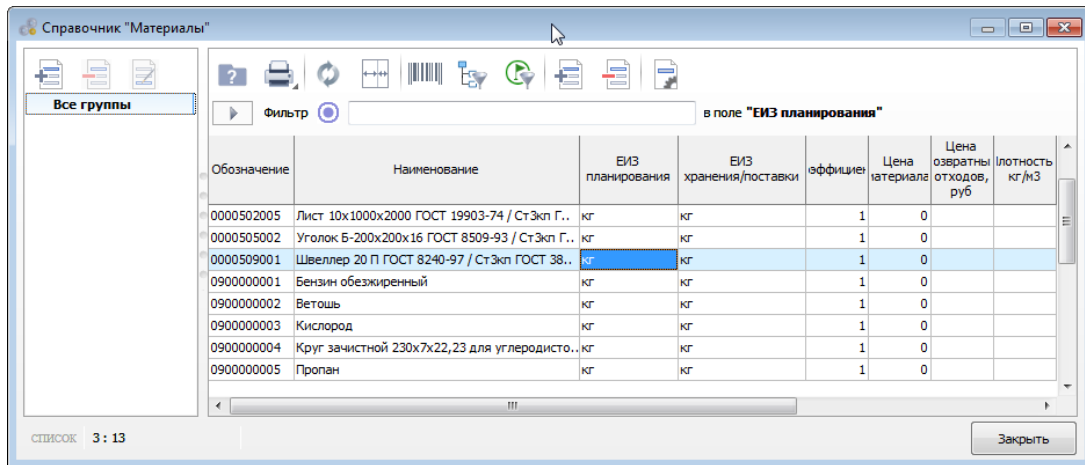 Справочник "Материалы"
Все группы
Фильтр в поле "ЕИЗ планирования"
Обозначение Наименование ЕИЗ планирования ЕИЗ хранения/поставки эффициен Цена атериала Цена озвратны отходов, руб лотность кг/м3
0000502005 Лист 10х1000х2000 ГОСТ 19903-74 / Ст3кп Г.. кг кг 1 0
0000505002 Уголок Б-200х200х16 ГОСТ 8509-93 / Ст3кп Г.. кг кг 1 0
0000509001 Швеллер 20 П ГОСТ 8240-97 / Ст3кп ГОСТ 38.. кг кг 1 0
0900000001 Бензин обезжиренный кг кг 1 0
0900000002 Ветошь кг кг 1 0
0900000003 Кислород кг кг 1 0
0900000004 Круг зачистной 230х7х22,23 для углеродисто.. кг кг 1 0
0900000005 Пропан кг кг 1 0
СПИСОК 3 : 13
Закрыть